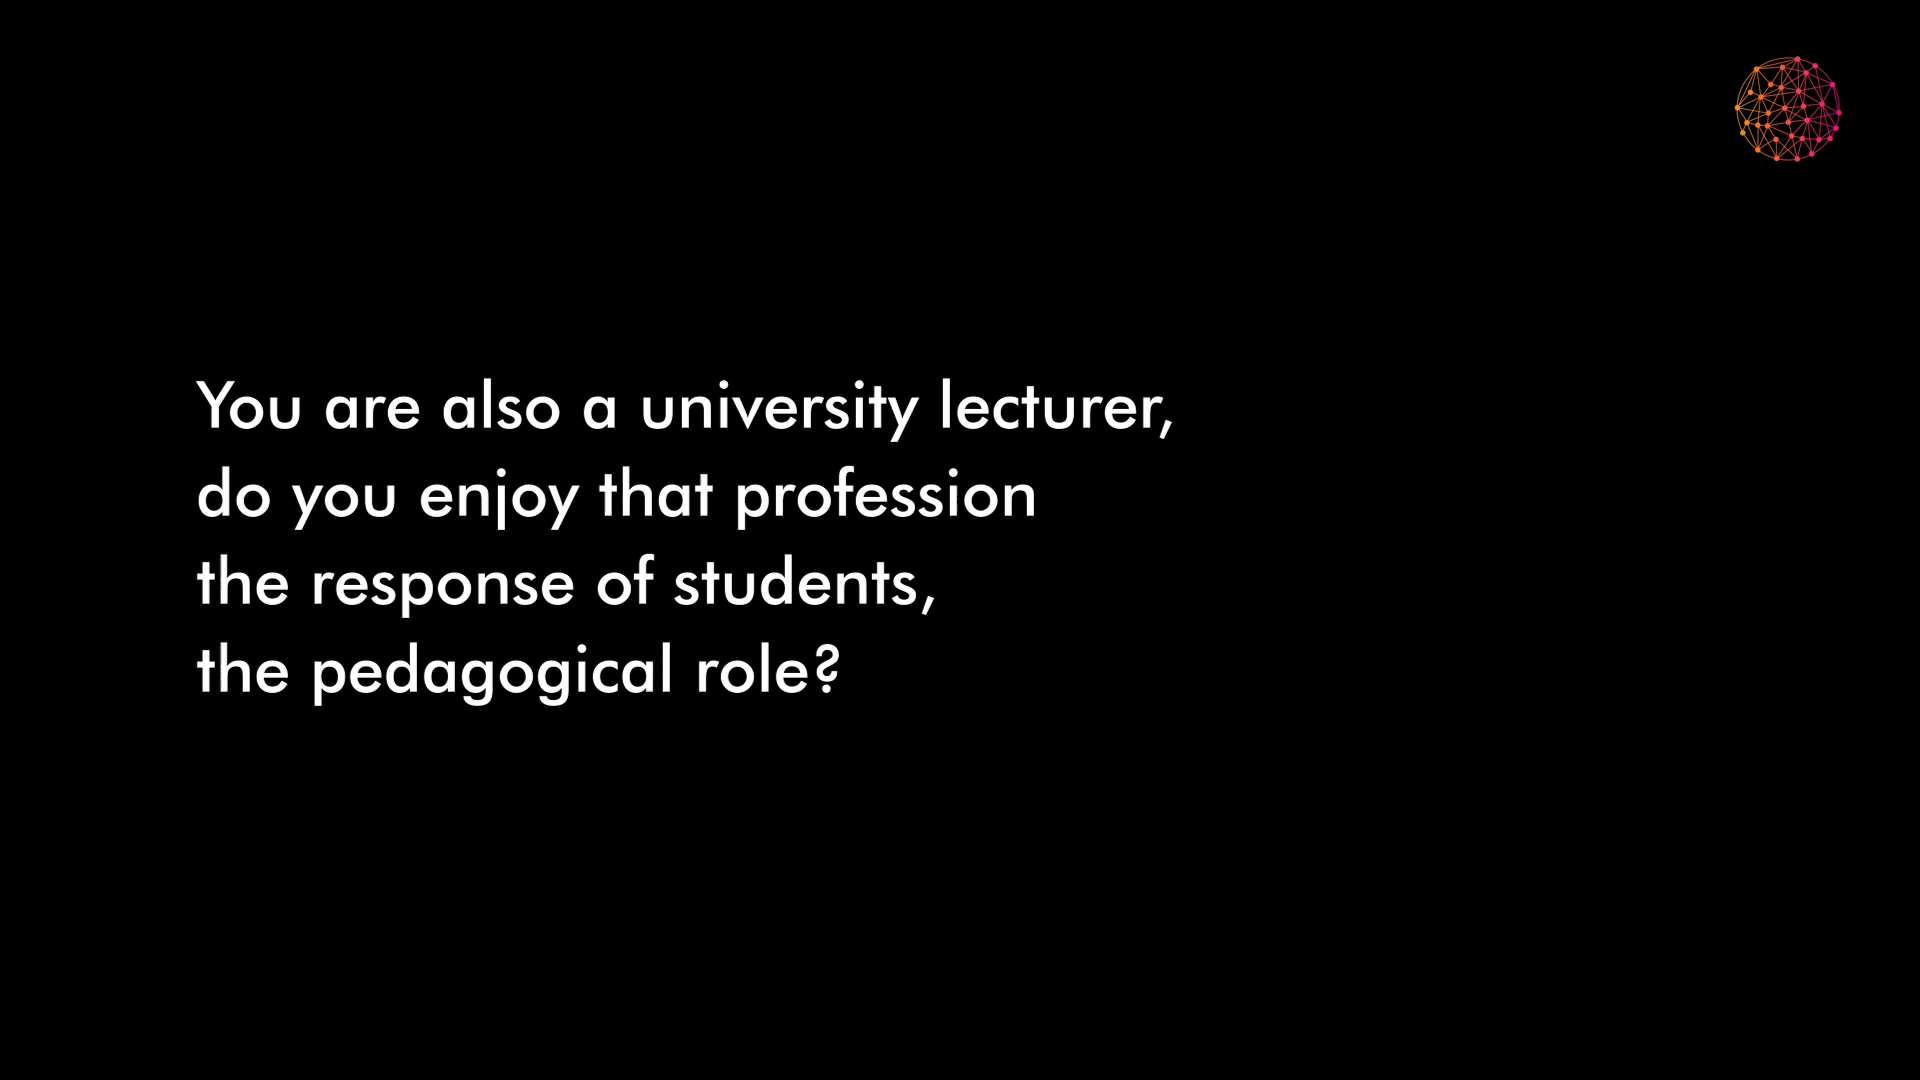 You are also a university lecturer,
do you enjoy that profession
the response of students,
the pedagogical role?